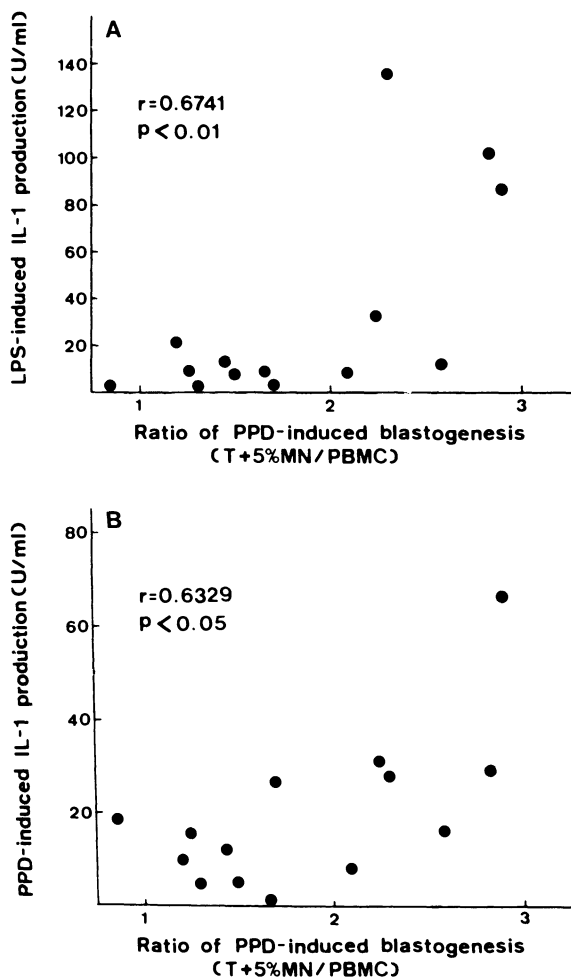 A
LPS-induced IL-1 production(U/ml)
140
120
100
80
60
40
20
r=0.6741
p<0.01
1
2
3
Ratio of PPD-induced blastogenesis
(T+5%MN/PBMC)
B
PPD-induced IL-1 production(U/ml)
80
60
40
20
r=0.6329
p<0.05
1
2
3
Ratio of PPD-induced blastogenesis
(T+5%MN/PBMC)